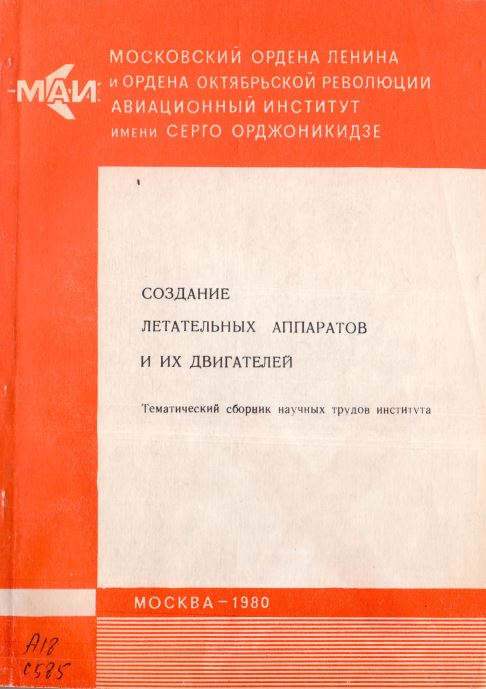 МАИ
МОСКОВСКИЙ ОРДЕНА ЛЕНИНА
И ОРДЕНА ОКТЯБРЬСКОЙ РЕВОЛЮЦИИ
АВИАЦИОННЫЙ ИНСТИТУТ
ИМЕНИ СЕРГО ОРДЖОНИКИДЗЕ
СОЗДАНИЕ
ЛЕТАТЕЛЬНЫХ АППАРАТОВ
И ИХ ДВИГАТЕЛЕЙ
Тематический сборник научных трудов института
МОСКВА – 1980
А18
С585